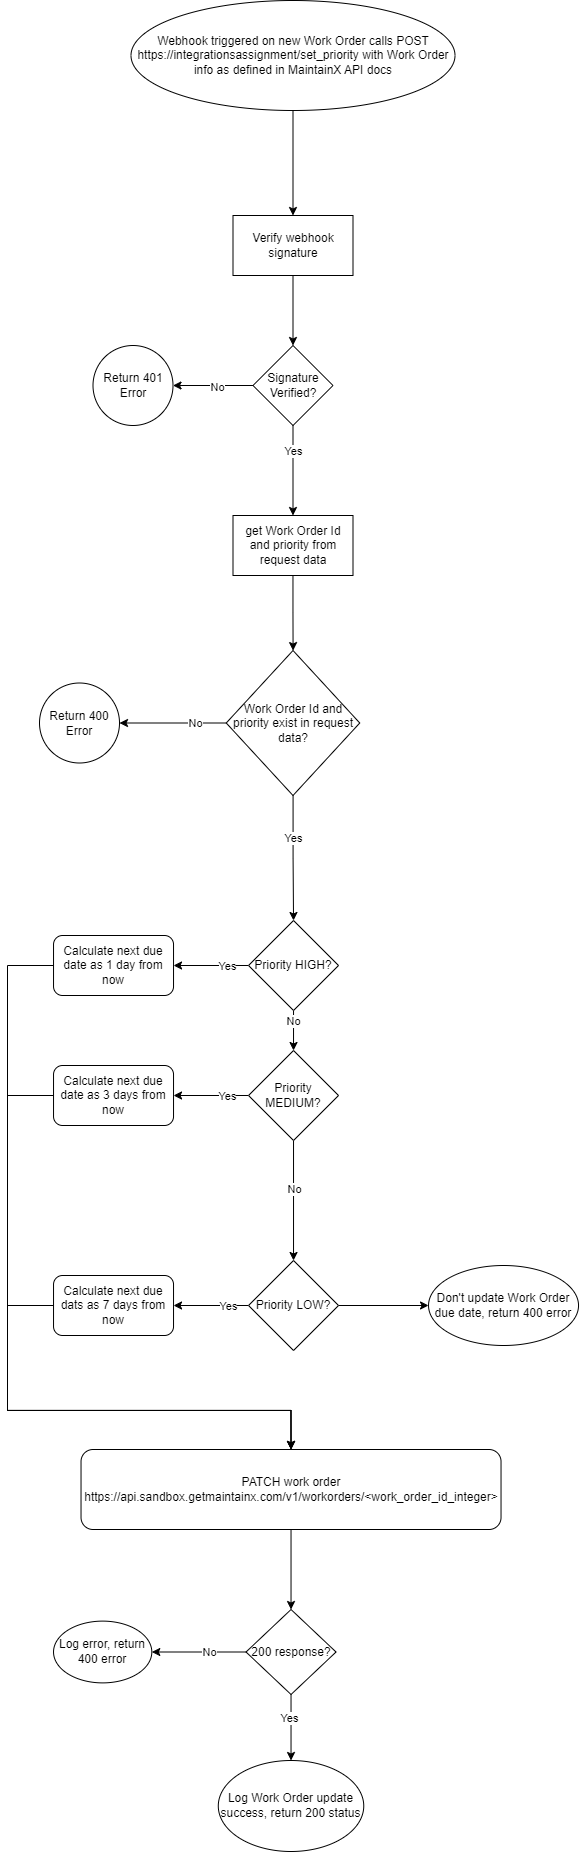 Webhook triggered on new Work Order calls POST
https://integrationsassignment/set_priority with Work Order
info as defined in MaintainX API docs
Verify webhook
signature
Signature
Verified?
No
Return 401
Error
Yes
get Work Order Id
and priority from
request data
Work Order Id and
priority exist in request
data?
No
Return 400
Error
Yes
Priority HIGH?
Yes
Calculate next due
date as 1 day from
now
No
Priority
MEDIUM?
Yes
Calculate next due
date as 3 days from
now
No
Priority LOW?
Yes
Calculate next due
dats as 7 days from
now
Don't update Work Order
due date, return 400 error
PATCH work order
https://api.sandbox.getmaintainx.com/v1/workorders/<work_order_id_integer>
200 response?
No
Log error, return
400 error
Yes
Log Work Order update
success, return 200 status